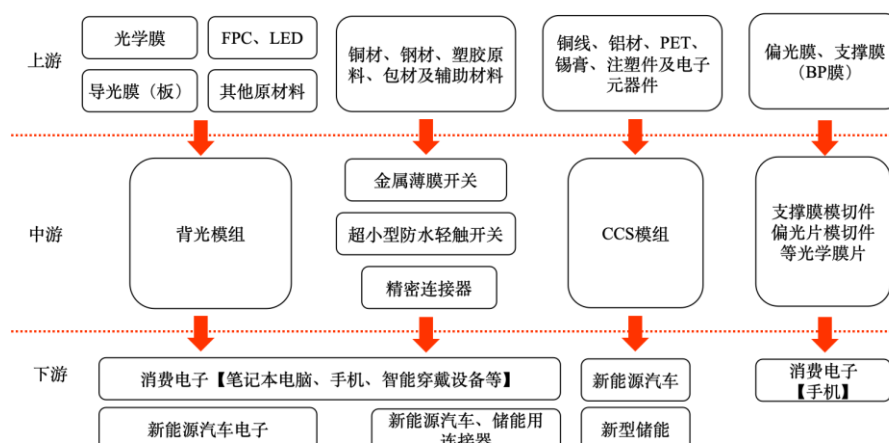 上游
光学膜
FPC、LED
导光膜（板）
其他原材料
铜材、钢材、塑胶原
料、包材及辅助材料
铜线、铝材、PET、
锡膏、注塑件及电子
元器件
偏光膜、支撑膜
（BP膜）
中游
背光模组
金属薄膜开关
超小型防水轻触开关
精密连接器
CCS模组
支撑膜模切件
偏光片模切件
等光学膜片
下游
消费电子【笔记本电脑、手机、智能穿戴设备等】
新能源汽车
消费电子
【手机】
新能源汽车电子
新能源汽车、储能用
连接器
新型储能